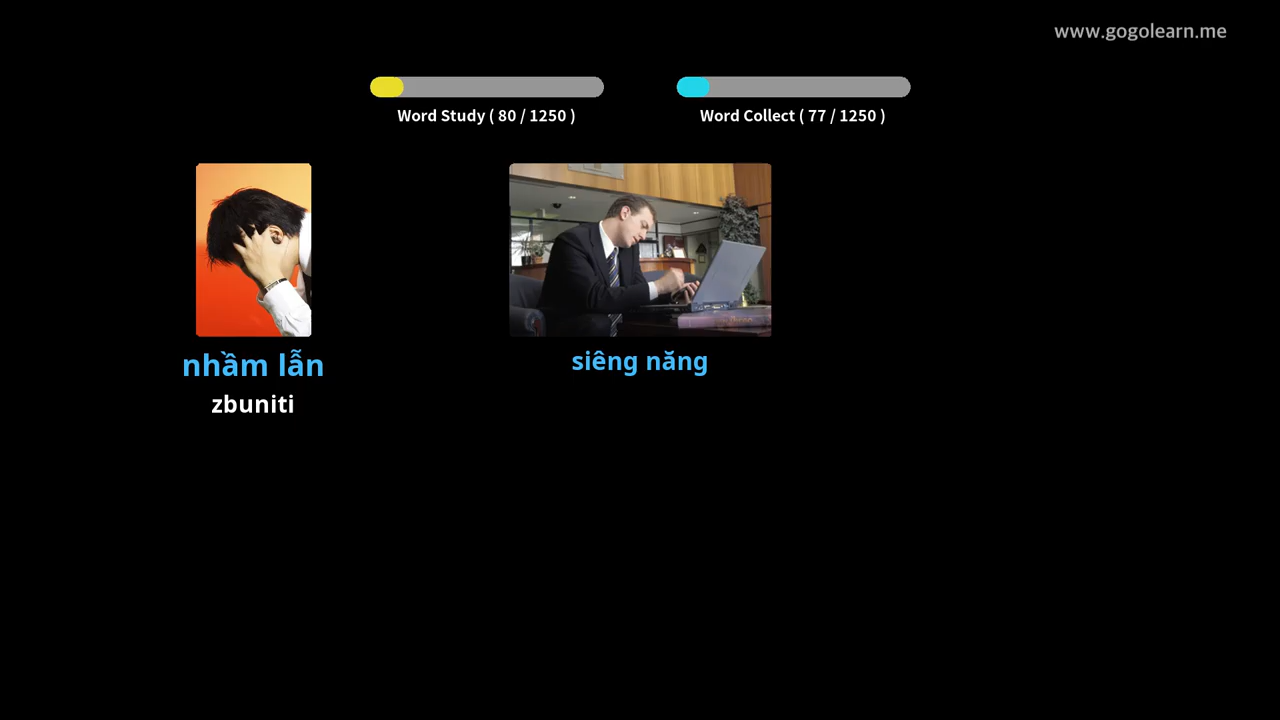 www.gogolearn.me
Word Study ( 80 / 1250 )
Word Collect ( 77 / 1250 )
nhầm lẫn
zbuniti
siêng năng